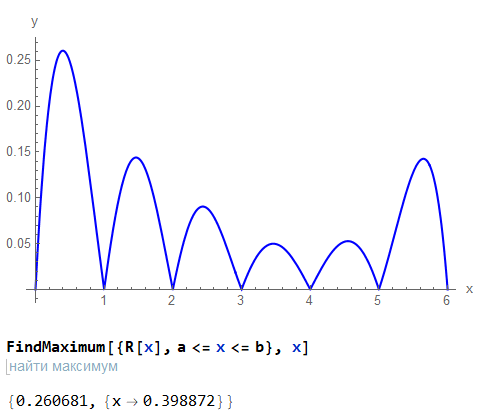 y
0.25
0.20
0.15
0.10
0.05
1 2 3 4 5 6 x
FindMaximum[{R[x], a <= x <= b}, x]
найти максимум
{0.260681, {x → 0.398872}}